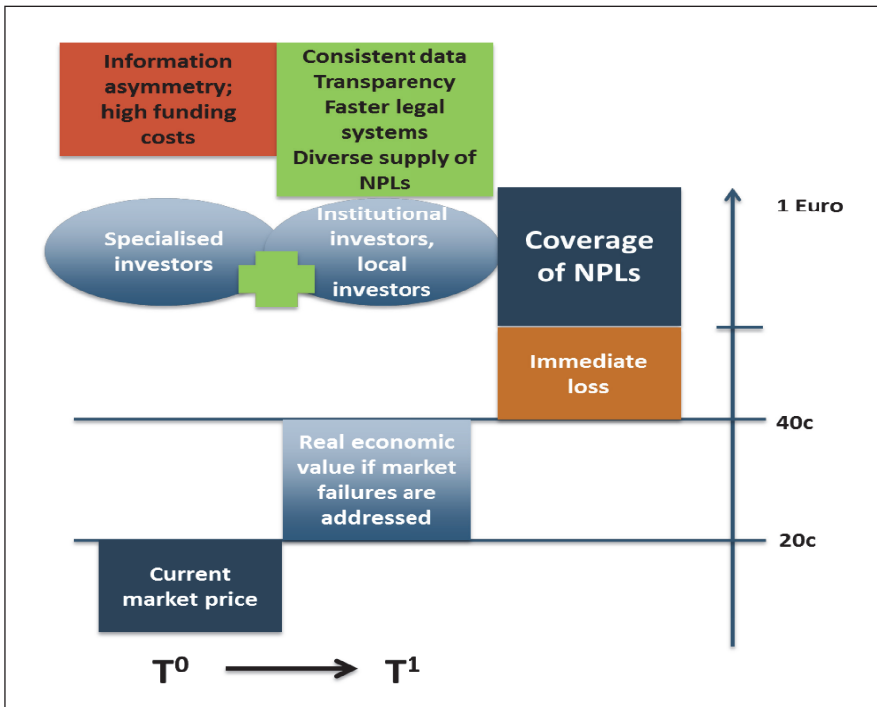 Information
asymmetry;
high funding
costs
Consistent data
Transparency
Faster legal
systems
Diverse supply of
NPLs
Specialised
investors
Institutional
investors,
local
investors
Coverage
of NPLs
1 Euro
Immediate
loss
40c
Real economic
value if market
failures are
addressed
20c
Current
market price
T⁰
T¹